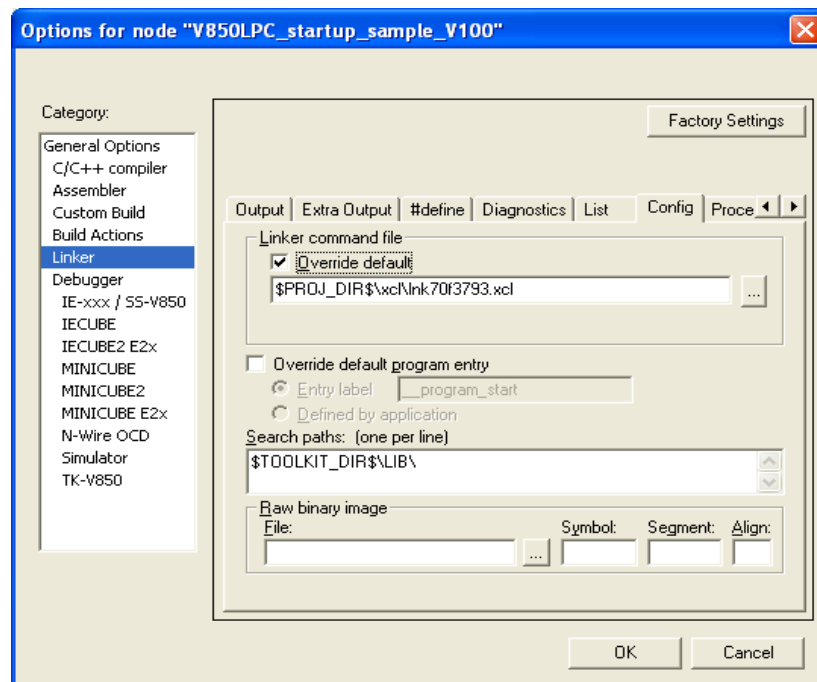 Options for node "V850LPC_startup_sample_V100"
Category:
Factory Settings
General Options
C/C++ compiler
Assembler
Custom Build
Build Actions
Linker
Debugger
IE-xxx / SS-V850
IECUBE
IECUBE2 E2x
MINICUBE
MINICUBE2
MINICUBE E2x
N-Wire OCD
Simulator
TK-V850
Output Extra Output #define Diagnostics List Config Proce
Linker command file
Override default
$PROJ_DIR$\xcl\lnk70f3793.xcl ...
Override default program entry
Entry label __program_start
Defined by application
Search paths: (one per line)
$TOOLKIT_DIR$\LIB\
Raw binary image
File: Symbol: Segment: Align:
...
OK Cancel